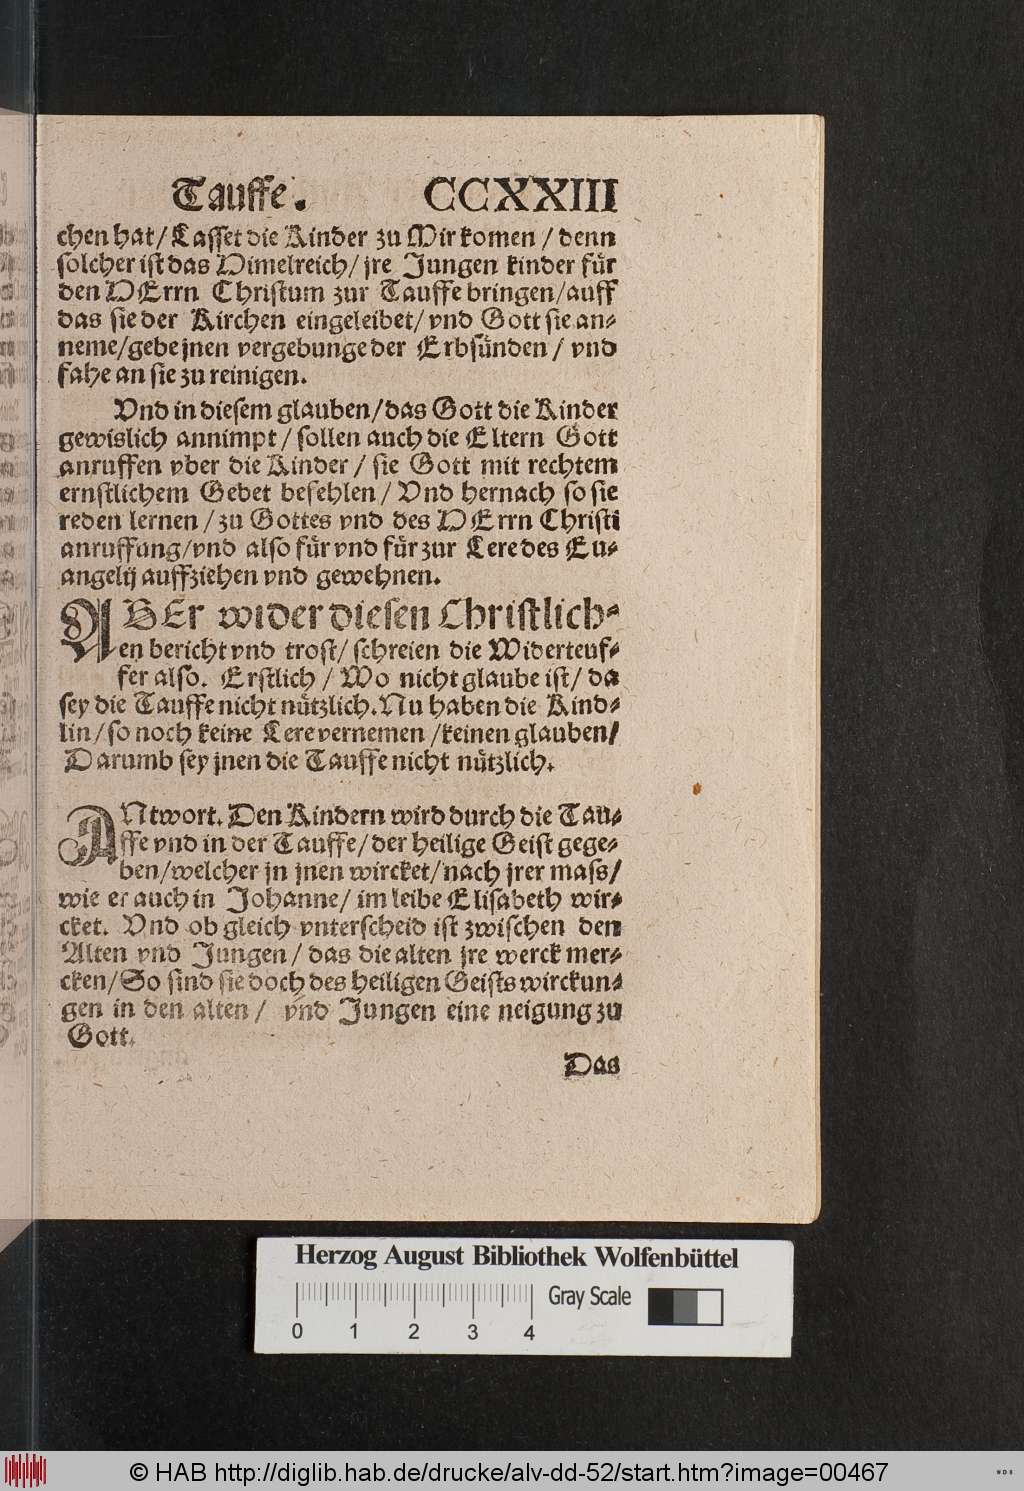 Tauffe. CCXXIII
chen hat / Lasset die Kinder zu Mir komen / denn
solcher ist das Himelreich / jre Jungen kinder für
den HErrn Christum zur Tauffe bringen / auff
das sie der Kirchen eingeleibet / vnd Gott sie an⸗
neme / gebe jnen vergebunge der Erbsünden / vnd
fahe an sie zu reinigen.
Vnd in diesem glauben / das Gott die Kinder
gewislich annimpt / sollen auch die Eltern Gott
anruffen vber die Kinder / sie Gott mit rechtem
ernstlichem Gebet befehlen / Vnd hernach so sie
reden lernen / zu Gottes vnd des HErrn Christi
anruffung / vnd also für vnd für zur Lere des Eu⸗
angelij auffziehen vnd gewehnen.
ABEr wider diesen Christlich⸗
en bericht vnd trost / schreien die Widerteuf⸗
fer also. Erstlich / Wo nicht glaube ist / da
sey die Tauffe nicht nützlich. Nu haben die Kind⸗
lin / so noch keine Lere vernemen / keinen glauben /
Darumb sey jnen die Tauffe nicht nützlich.
ANtwort. Den Kindern wird durch die Tau⸗
ffe vnd in der Tauffe / der heilige Geist gege⸗
ben / welcher jn jnen wircket / nach jrer mass /
wie er auch in Johanne / im leibe Elisabeth wir⸗
cket. Vnd ob gleich vnterscheid ist zwischen den
Alten vnd Jungen / das die alten jre werck mer⸗
cken / So sind sie doch des heiligen Geists wirckun⸗
gen in den alten / vnd Jungen eine neigung zu
Gott.
Das
Herzog August Bibliothek Wolfenbüttel
Gray Scale
0 1 2 3 4
© HAB http://diglib.hab.de/drucke/alv-dd-52/start.htm?image=00467